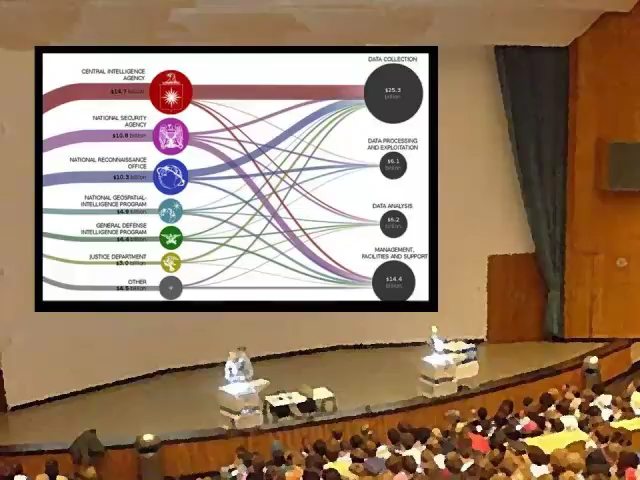 CENTRAL INTELLIGENCE
AGENCY
$14.7 billion
NATIONAL SECURITY
AGENCY
$10.8 billion
NATIONAL RECONNAISSANCE
OFFICE
$10.3 billion
NATIONAL GEOSPATIAL-
INTELLIGENCE PROGRAM
$4.9 billion
GENERAL DEFENSE
INTELLIGENCE PROGRAM
$4.4 billion
JUSTICE DEPARTMENT
$3.0 billion
OTHER
$4.5 billion
DATA COLLECTION
$25.3
billion
DATA PROCESSING
AND EXPLOITATION
$6.1
billion
DATA ANALYSIS
$6.2
billion
MANAGEMENT,
FACILITIES AND SUPPORT
$14.4
billion